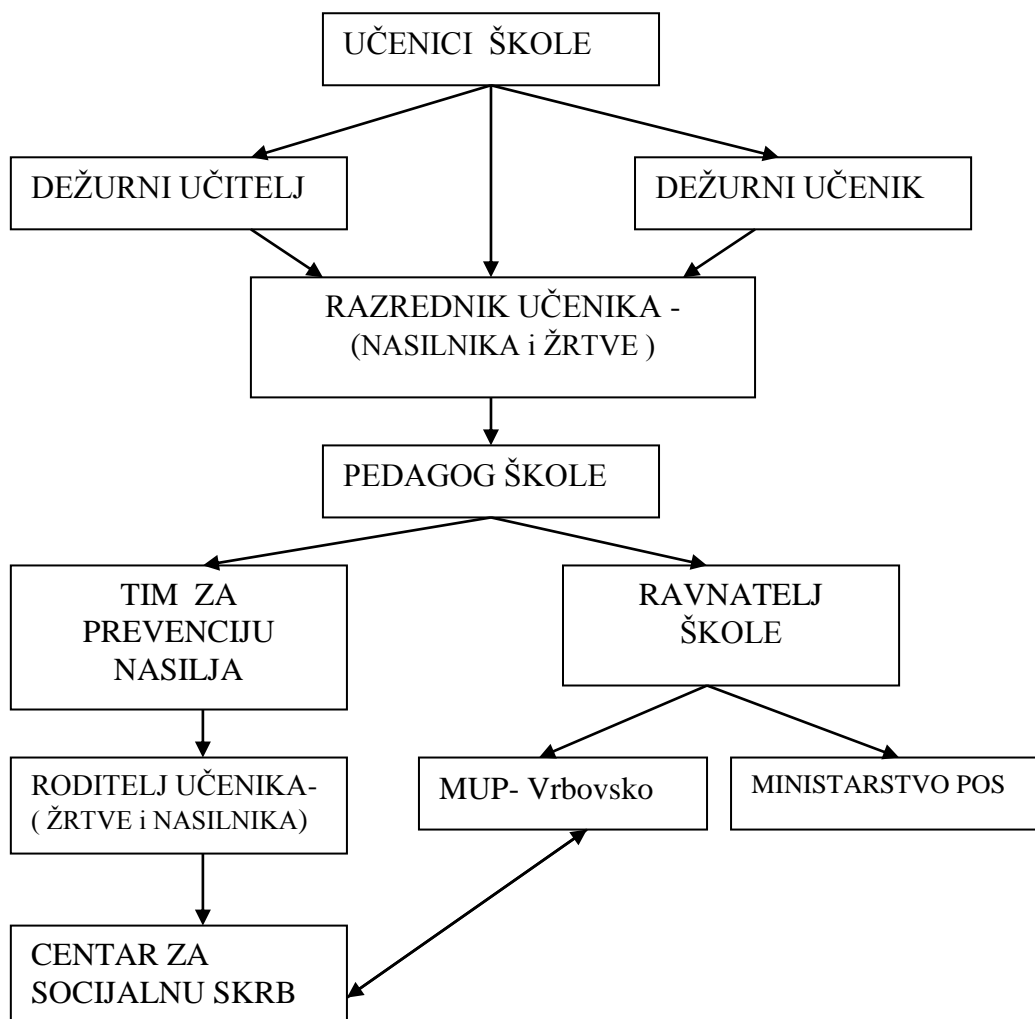 UČENICI ŠKOLE
DEŽURNI UČITELJ
DEŽURNI UČENIK
RAZREDNIK UČENIKA -
(NASILNIKA i ŽRTVE )
PEDAGOG ŠKOLE
TIM ZA
PREVENCIJU
NASILJA
RAVNATELJ
ŠKOLE
RODITELJ UČENIKA-
( ŽRTVE i NASILNIKA)
MUP- Vrbovsko
MINISTARSTVO POS
CENTAR ZA
SOCIJALNU SKRB